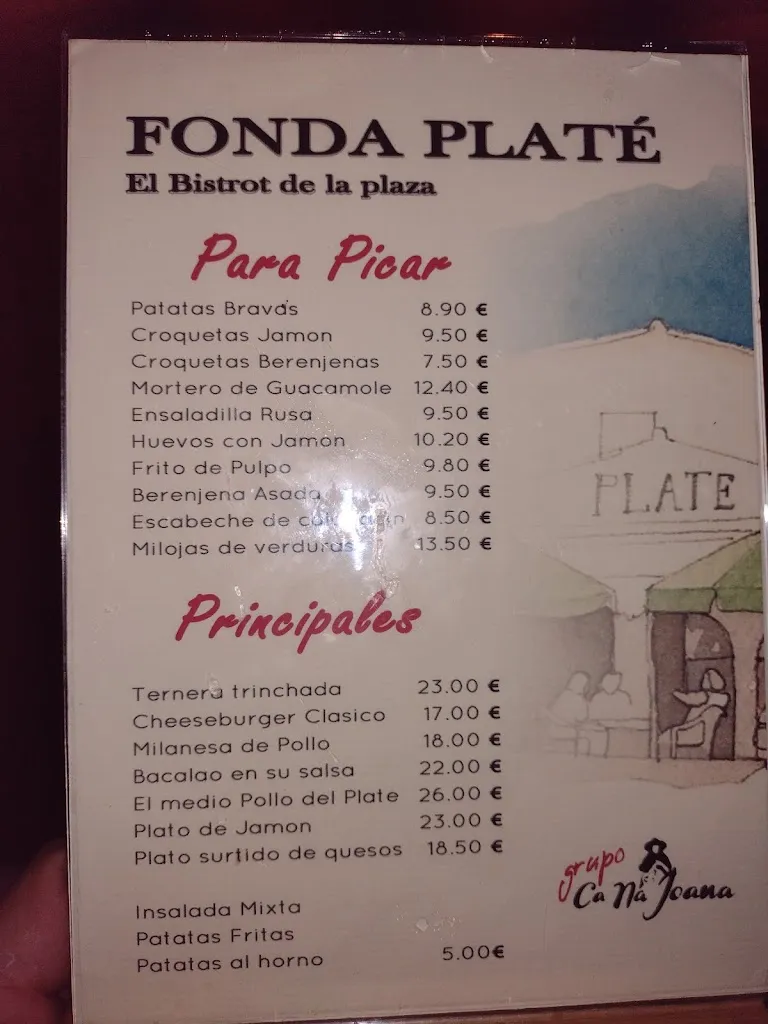 FONDA PLATÉ
El Bistrot de la plaza
Para Picar
Patatas Bravas 8.90 €
Croquetas Jamon 9.50 €
Croquetas Berenjenas 7.50 €
Mortero de Guacamole 12.40 €
Ensaladilla Rusa 9.50 €
Huevos con Jamon 10.20 €
Frito de Pulpo 9.80 €
Berenjena Asada 9.50 €
Escabeche de 8.50 €
Milojas de verduras 13.50 €
PLATE
Principales
Ternera trinchada 23.00 €
Cheeseburger Clasico 17.00 €
Milanesa de Pollo 18.00 €
Bacalao en su salsa 22.00 €
El medio Pollo del Plate 26.00 €
Plato de Jamon 23.00 €
Plato surtido de quesos 18.50 €
grupo
Ca Na Joana
Insalada Mixta
Patatas Fritas
Patatas al horno 5.00€